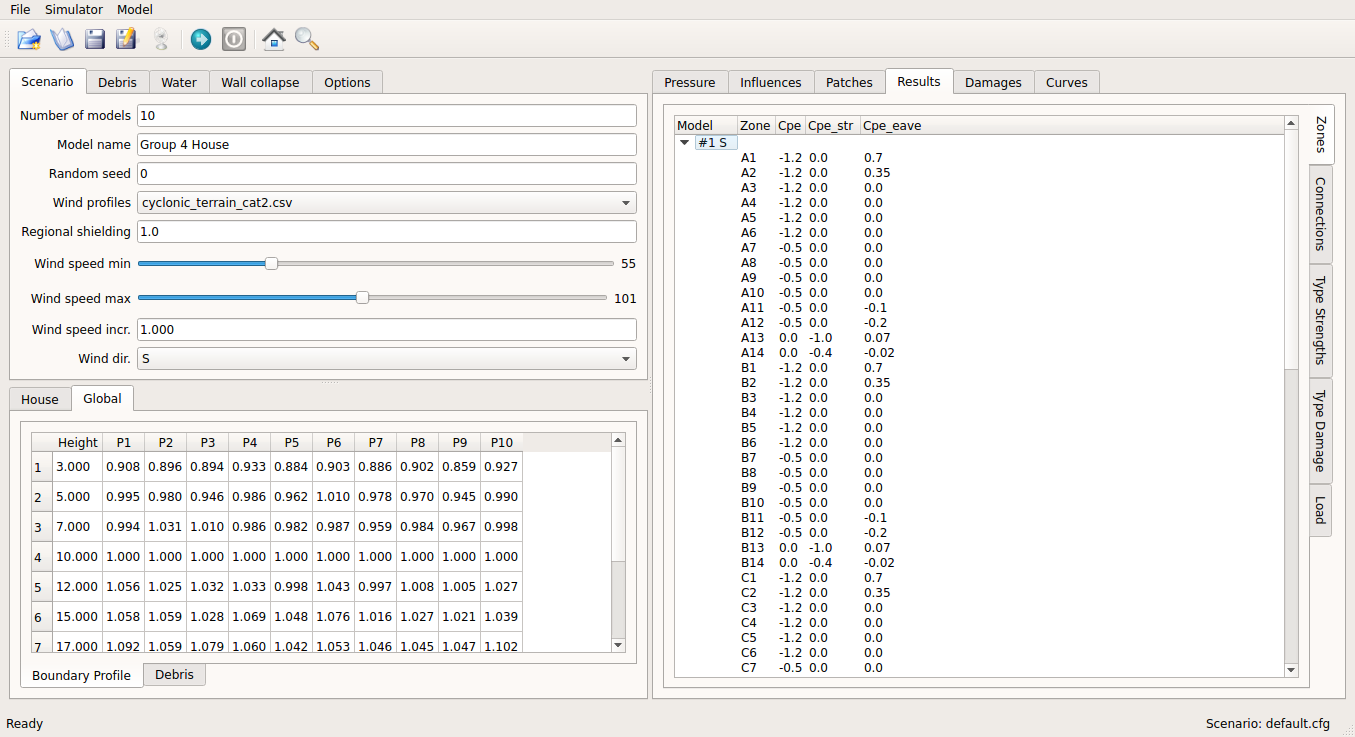 File Simulator Model
Scenario Debris Water Wall collapse Options
Number of models 10
Model name Group 4 House
Random seed 0
Wind profiles cyclonic_terrain_cat2.csv
Regional shielding 1.0
Wind speed min 55
Wind speed max 101
Wind speed incr. 1.000
Wind dir. S
House Global
Height P1 P2 P3 P4 P5 P6 P7 P8 P9 P10
1 3.000 0.908 0.896 0.894 0.933 0.884 0.903 0.886 0.902 0.859 0.927
2 5.000 0.995 0.980 0.946 0.986 0.962 1.010 0.978 0.970 0.945 0.990
3 7.000 0.994 1.031 1.010 0.986 0.982 0.987 0.959 0.984 0.967 0.998
4 10.000 1.000 1.000 1.000 1.000 1.000 1.000 1.000 1.000 1.000 1.000
5 12.000 1.056 1.025 1.032 1.033 0.998 1.043 0.997 1.008 1.005 1.027
6 15.000 1.058 1.059 1.028 1.069 1.048 1.076 1.016 1.027 1.021 1.039
7 17.000 1.092 1.059 1.079 1.060 1.042 1.053 1.046 1.045 1.047 1.102
Boundary Profile Debris
Pressure Influences Patches Results Damages Curves
Model Zone Cpe Cpe_str Cpe_eave
#1 S
A1 -1.2 0.0 0.7
A2 -1.2 0.0 0.35
A3 -1.2 0.0 0.0
A4 -1.2 0.0 0.0
A5 -1.2 0.0 0.0
A6 -1.2 0.0 0.0
A7 -0.5 0.0 0.0
A8 -0.5 0.0 0.0
A9 -0.5 0.0 0.0
A10 -0.5 0.0 0.0
A11 -0.5 0.0 -0.1
A12 -0.5 0.0 -0.2
A13 0.0 -1.0 0.07
A14 0.0 -0.4 -0.02
B1 -1.2 0.0 0.7
B2 -1.2 0.0 0.35
B3 -1.2 0.0 0.0
B4 -1.2 0.0 0.0
B5 -1.2 0.0 0.0
B6 -1.2 0.0 0.0
B7 -0.5 0.0 0.0
B8 -0.5 0.0 0.0
B9 -0.5 0.0 0.0
B10 -0.5 0.0 0.0
B11 -0.5 0.0 -0.1
B12 -0.5 0.0 -0.2
B13 0.0 -1.0 0.07
B14 0.0 -0.4 -0.02
C1 -1.2 0.0 0.7
C2 -1.2 0.0 0.35
C3 -1.2 0.0 0.0
C4 -1.2 0.0 0.0
C5 -1.2 0.0 0.0
C6 -1.2 0.0 0.0
C7 -0.5 0.0 0.0
Zones
Connections
Type Strengths
Type Damage
Load
Ready
Scenario: default.cfg